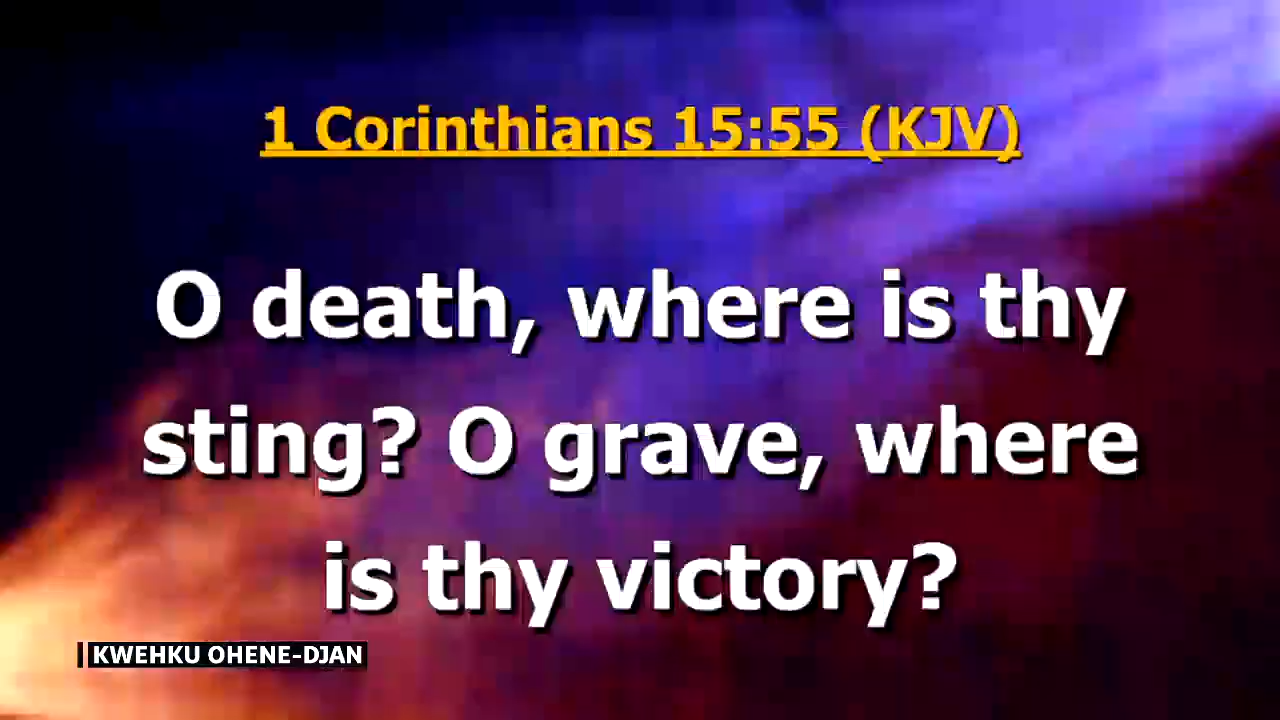 1 Corinthians 15:55 (KJV)
O death, where is thy
sting? O grave, where
is thy victory?
KWEHKU OHENE-DJAN